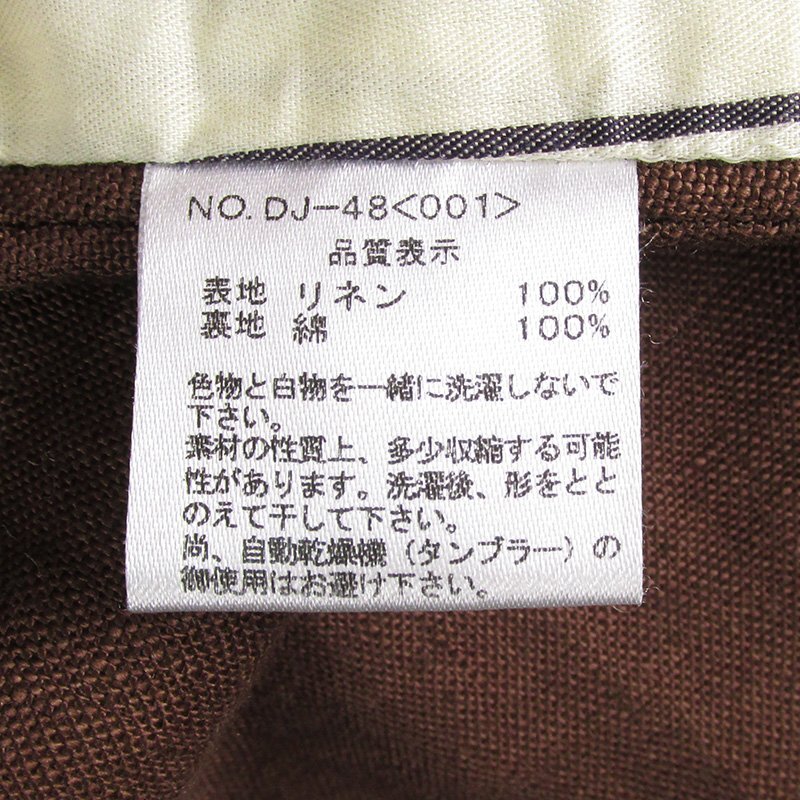 NO.DJ-48<001>
品質表示
表地 リネン 100%
裏地 綿 100%
色物と白物を一緒に洗濯しないで
下さい。
素材の性質上、多少収縮する可能
性があります。洗濯後、形をとと
のえて干して下さい。
尚、自動乾燥機(タンブラー)の
御使用はお避け下さい。